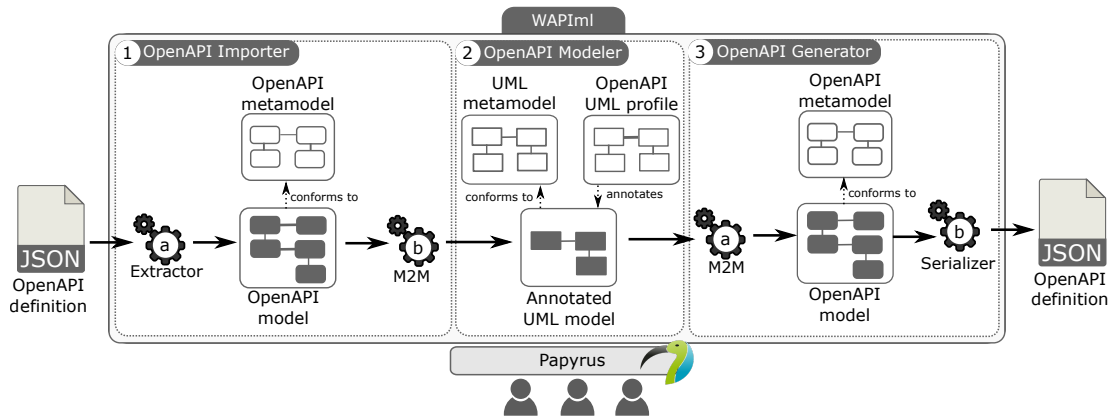 WAPIml
1 OpenAPI Importer
2 OpenAPI Modeler
3 OpenAPI Generator
OpenAPI
metamodel
UML
metamodel
OpenAPI
UML profile
OpenAPI
metamodel
conforms to
conforms to
annotates
conforms to
JSON
OpenAPI
definition
a
Extractor
OpenAPI
model
b
M2M
Annotated
UML model
a
M2M
OpenAPI
model
b
Serializer
JSON
OpenAPI
definition
Papyrus